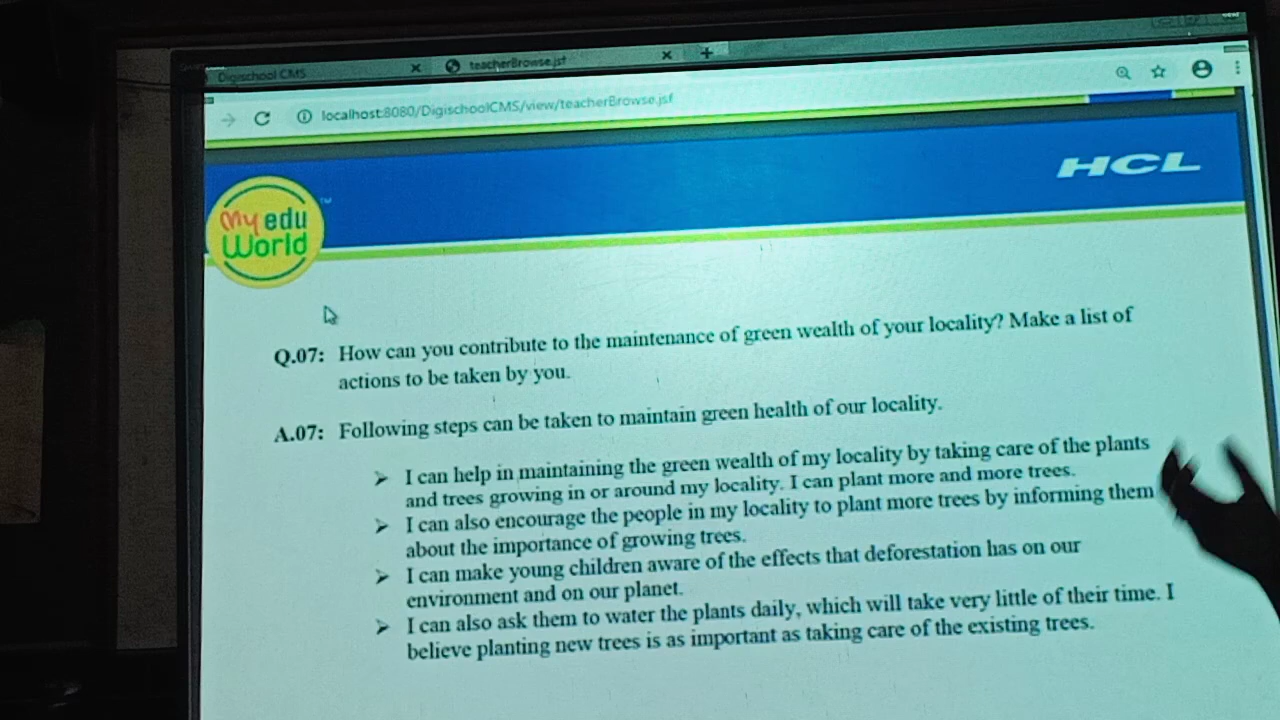 Digischool CMS
teacherBrowse.jsf
localhost:8080/DigischoolCMS/view/teacherBrowse.jsf
HCL
My edu
World
TM
Q.07: How can you contribute to the maintenance of green wealth of your locality? Make a list of
actions to be taken by you.
A.07: Following steps can be taken to maintain green health of our locality.
➢ I can help in maintaining the green wealth of my locality by taking care of the plants
and trees growing in or around my locality. I can plant more and more trees.
➢ I can also encourage the people in my locality to plant more trees by informing them
about the importance of growing trees.
➢ I can make young children aware of the effects that deforestation has on our
environment and on our planet.
➢ I can also ask them to water the plants daily, which will take very little of their time. I
believe planting new trees is as important as taking care of the existing trees.